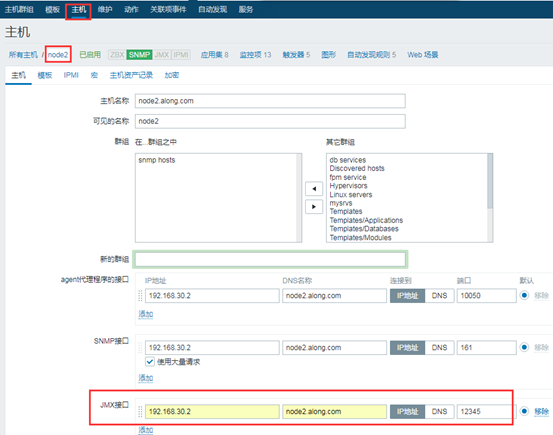 主机群组 模板 主机 维护 动作 关联项事件 自动发现 服务
主机
所有主机 / node2 已启用 ZBX SNMP JMX IPMI 应用集 8 监控项 13 触发器 5 图形 自动发现规则 5 Web 场景
主机 模板 IPMI 宏 主机资产记录 加密
主机名称 node2.along.com
可见的名称 node2
群组 在...群组之中 其它群组
snmp hosts
db services
Discovered hosts
fpm service
Hypervisors
Linux servers
mysrvs
Templates
Templates/Applications
Templates/Databases
Templates/Modules
新的群组
agent代理程序的接口 IP地址 DNS名称 连接到 端口 默认
192.168.30.2 node2.along.com IP地址 DNS 10050 移除
添加
SNMP接口 192.168.30.2 node2.along.com IP地址 DNS 161 移除
使用大量请求
添加
JMX接口 192.168.30.2 node2.along.com IP地址 DNS 12345 移除
添加